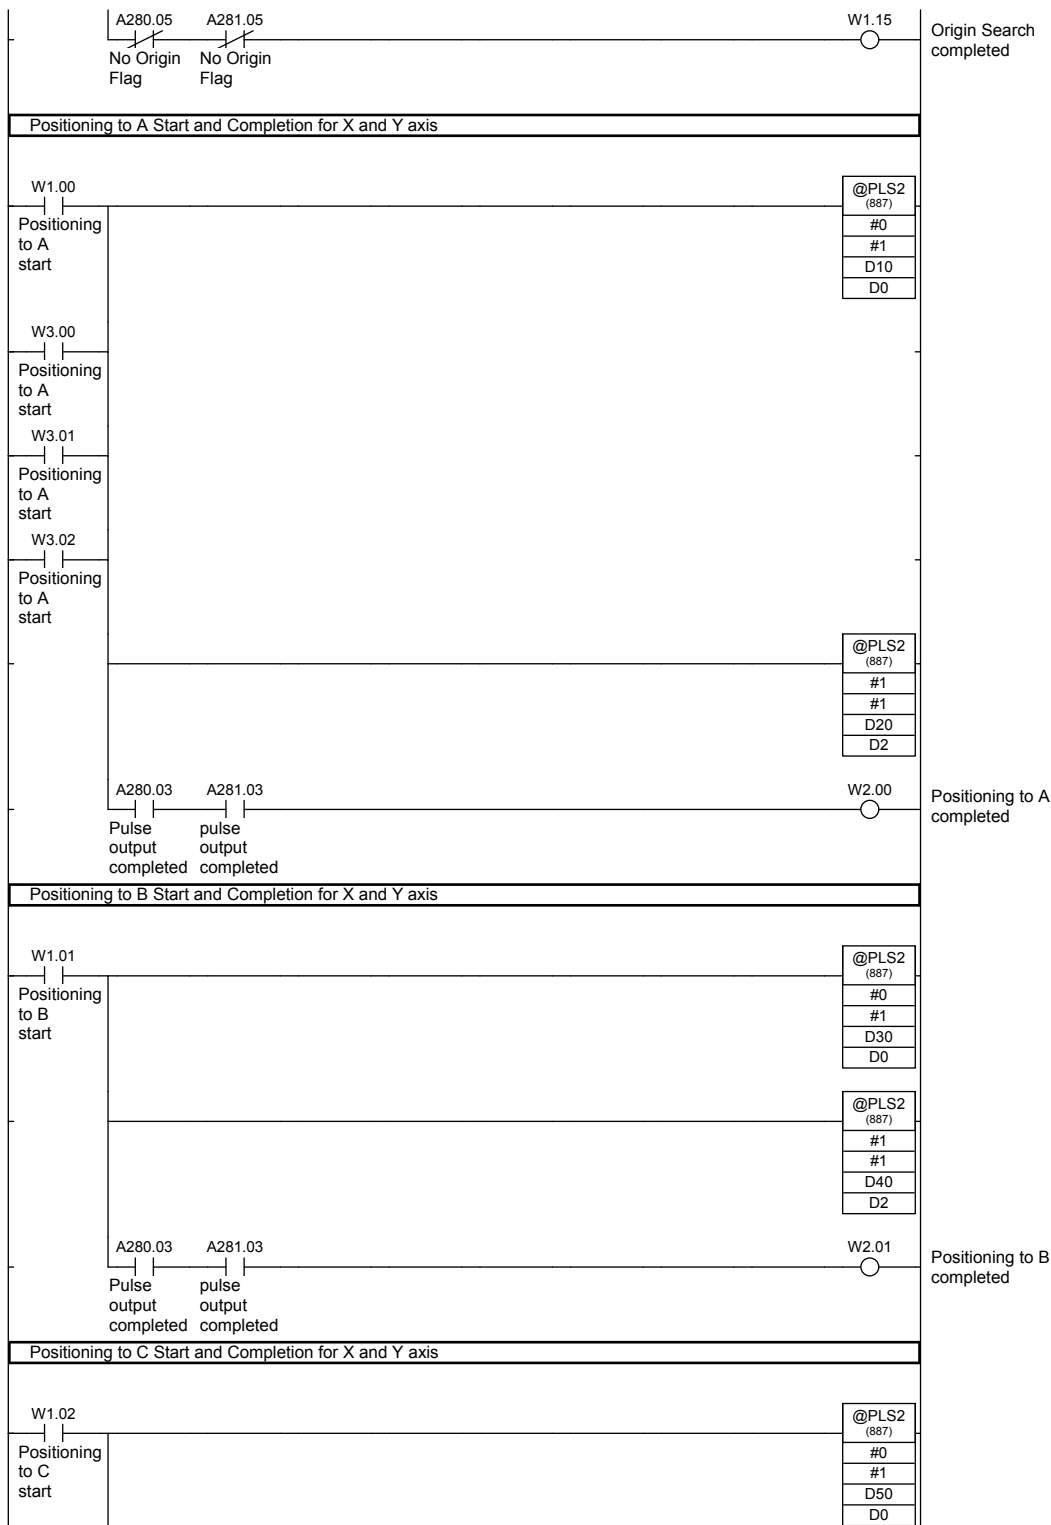 A280.05 A281.05 W1.15
No Origin No Origin
Flag Flag
Origin Search
completed
Positioning to A Start and Completion for X and Y axis
W1.00
Positioning
to A
start
@PLS2
(887)
#0
#1
D10
D0
W3.00
Positioning
to A
start
W3.01
Positioning
to A
start
W3.02
Positioning
to A
start
@PLS2
(887)
#1
#1
D20
D2
A280.03 A281.03 W2.00
Pulse pulse
output output
completed completed
Positioning to A
completed
Positioning to B Start and Completion for X and Y axis
W1.01
Positioning
to B
start
@PLS2
(887)
#0
#1
D30
D0
@PLS2
(887)
#1
#1
D40
D2
A280.03 A281.03 W2.01
Pulse pulse
output output
completed completed
Positioning to B
completed
Positioning to C Start and Completion for X and Y axis
W1.02
Positioning
to C
start
@PLS2
(887)
#0
#1
D50
D0